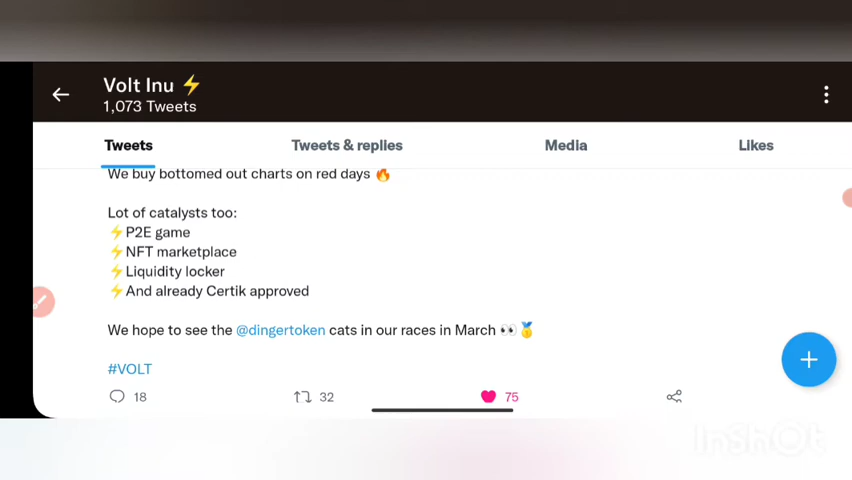 Volt Inu ⚡
1,073 Tweets
Tweets Tweets & replies Media Likes
We buy bottomed out charts on red days 🔥
Lot of catalysts too:
⚡P2E game
⚡NFT marketplace
⚡Liquidity locker
⚡And already Certik approved
We hope to see the @dingertoken cats in our races in March 👀🥇
#VOLT
18 32 75
InShOt